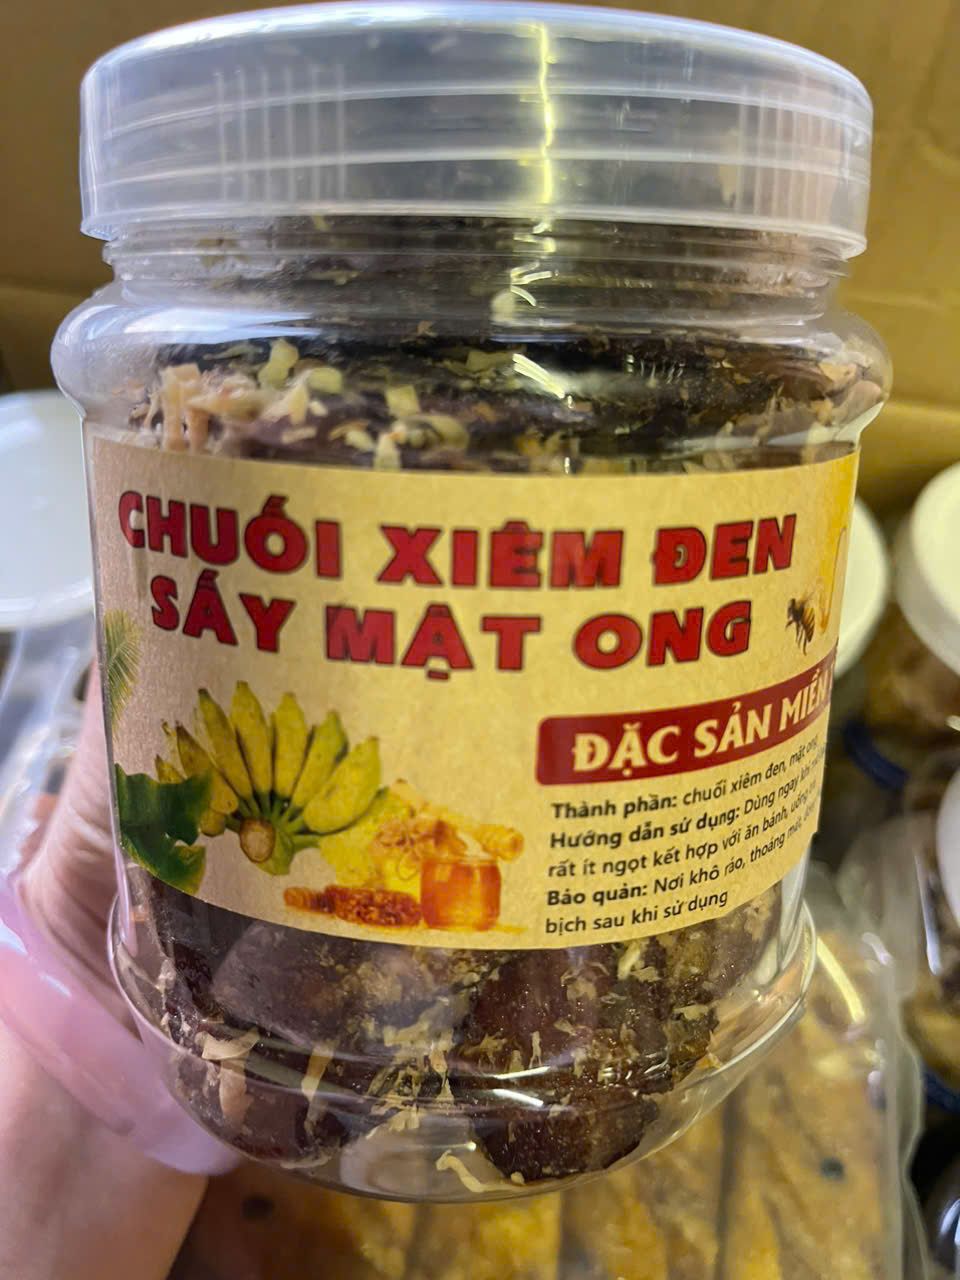 CHUỐI XIÊM ĐEN
SẤY MẬT ONG
ĐẶC SẢN MIỀN
Thành phần: chuối xiêm đen, mật ong
Hướng dẫn sử dụng: Dùng ngay khi
rất ít ngọt kết hợp với ăn bánh, uống
Bảo quản: Nơi khô ráo, thoáng mát,
bịch sau khi sử dụng